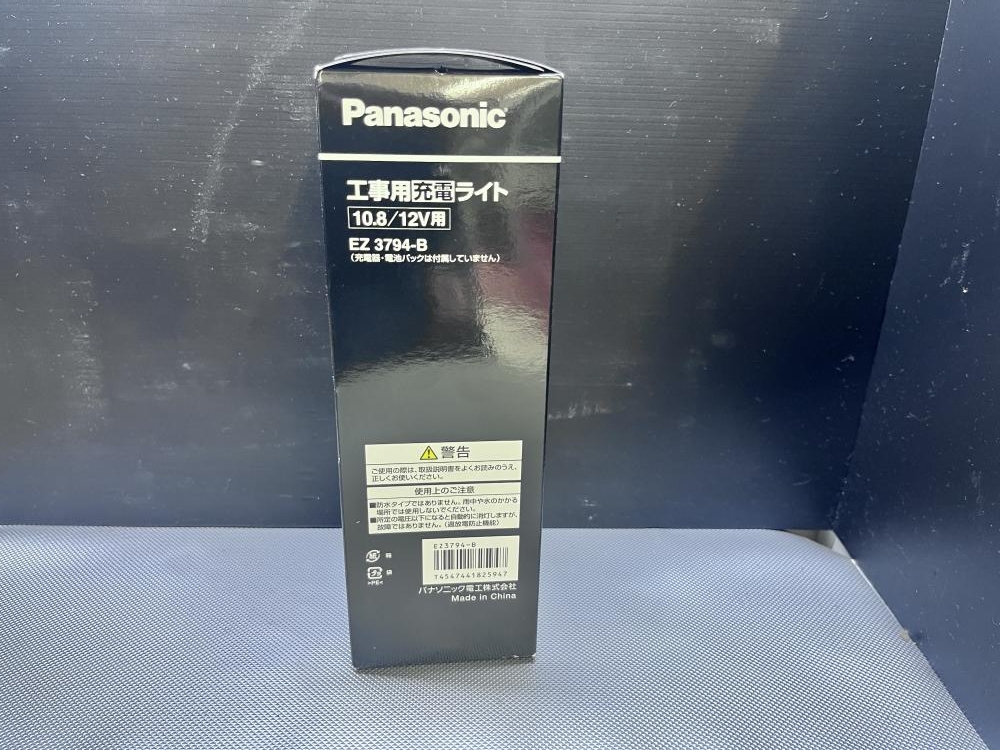 Panasonic
工事用充電ライト
10.8/12V用
EZ 3794-B
(充電器・電池パックは付属していません)
警告
ご使用の際は、取扱説明書をよくお読みのうえ、
正しくお使いください。
使用上のご注意
■防水タイプではありません。雨中や水のかかる
場所では使用しないでください。
■所定の電圧以下になると自動的に消灯しますが、
故障ではありません。(過放電防止機能)
EZ3794-B
T4547441825947
紙 箱
プラ 袋
>PE<
パナソニック電工株式会社
Made in China